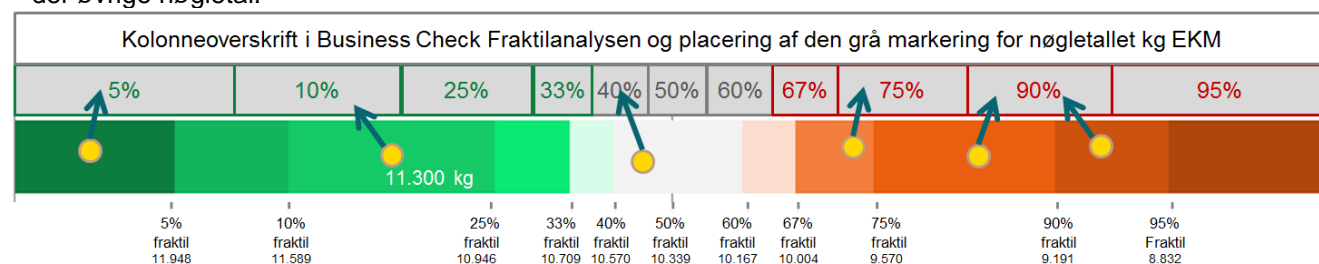 der øvrige nøgletal.
Kolonneoverskrift i Business Check Fraktilanalysen og placering af den grå markering for nøgletallet kg EKM
5% 10% 25% 33% 40% 50% 60% 67% 75% 90% 95%
11.300 kg
5% 10% 25% 33% 40% 50% 60% 67% 75% 90% 95%
fraktil fraktil fraktil fraktil fraktil fraktil fraktil fraktil fraktil fraktil Fraktil
11.948 11.589 10.946 10.709 10.570 10.339 10.167 10.004 9.570 9.191 8.832